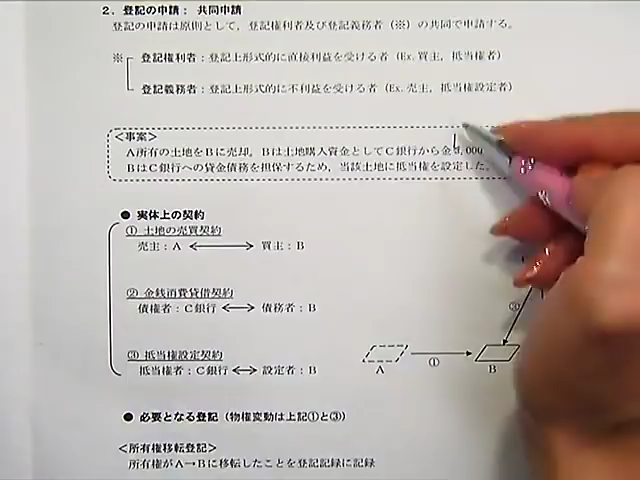 2. 登記の申請： 共同申請
登記の申請は原則として，登記権利者及び登記義務者（※）の共同で申請する。
※ 登記権利者：登記上形式的に直接利益を受ける者（Ex. 買主，抵当権者）
登記義務者：登記上形式的に不利益を受ける者（Ex. 売主，抵当権設定者）
＜事案＞
A所有の土地をBに売却，Bは土地購入資金としてC銀行から金
BはC銀行への貸金債務を担保するため，当該土地に抵当権を設定した。
● 実体上の契約
① 土地の売買契約
売主：A ⟷ 買主：B
② 金銭消費貸借契約
債権者：C銀行 ⟷ 債務者：B
③
③ 抵当権設定契約
抵当権者：C銀行 ⟷ 設定者：B
A ① B
● 必要となる登記（物権変動は上記①と③）
＜所有権移転登記＞
所有権がA→Bに移転したことを登記記録に記録